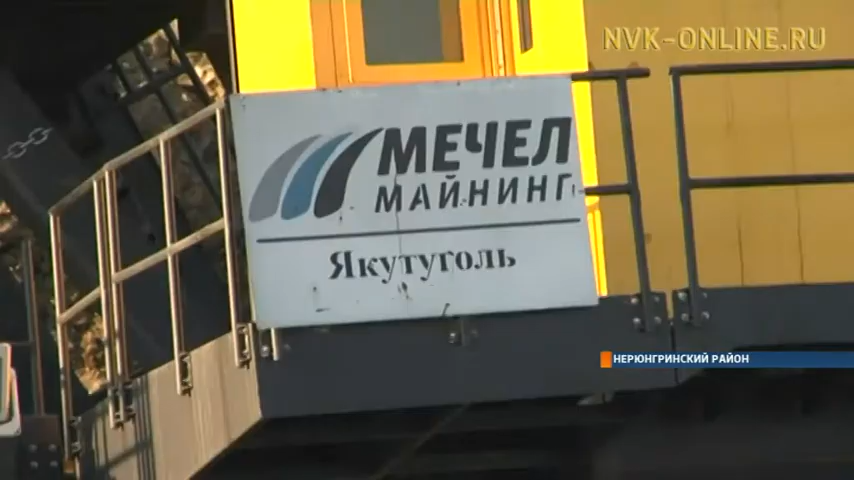 NVK-ONLINE.RU
МЕЧЕЛ
МАЙНИНГ
Якутуголь
НЕРЮНГРИНСКИЙ РАЙОН